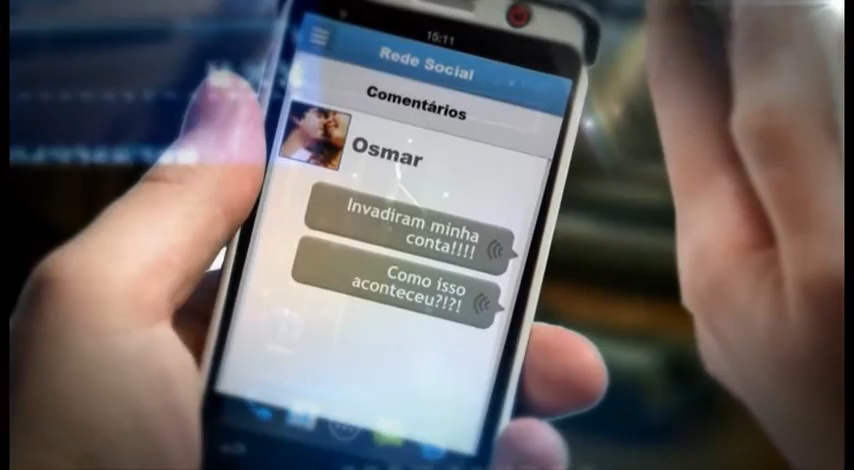 15:11
Rede Social
Comentários
Osmar
Invadiram minha
conta!!!!
Como isso
aconteceu?!?!